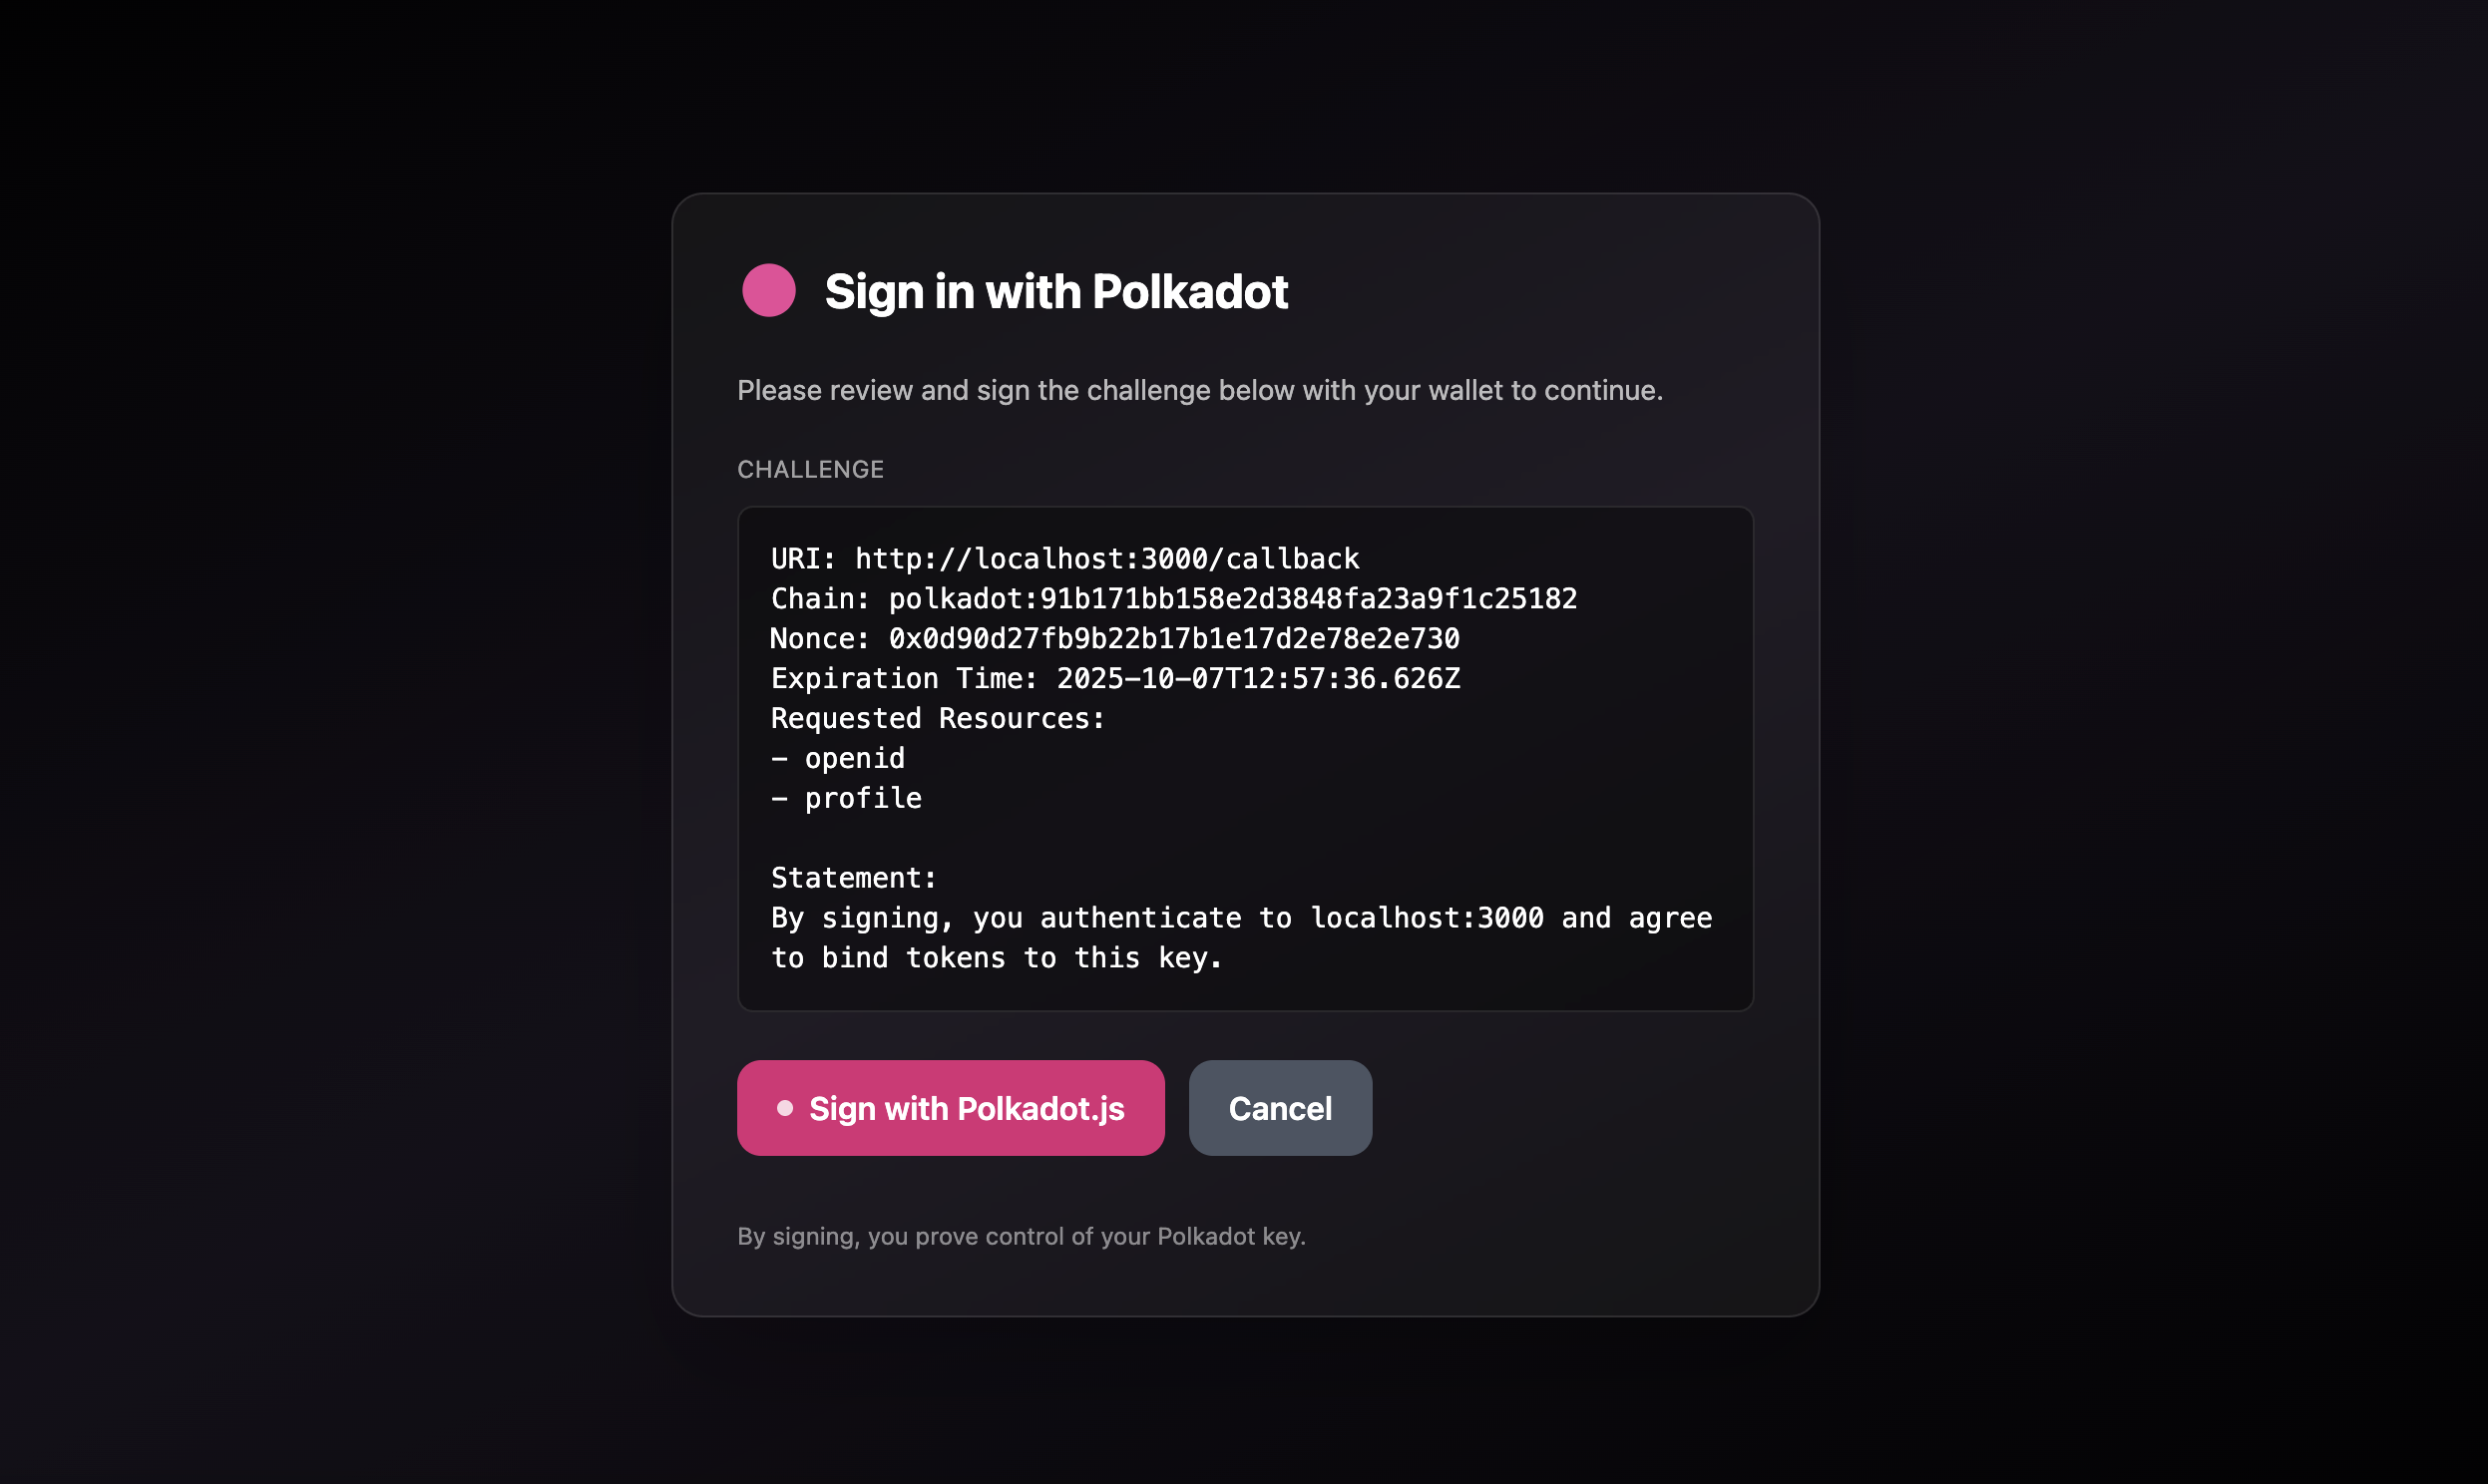 Sign in with Polkadot
Please review and sign the challenge below with your wallet to continue.
CHALLENGE
URI: http://localhost:3000/callback
Chain: polkadot:91b171bb158e2d3848fa23a9f1c25182
Nonce: 0x0d90d27fb9b22b17b1e17d2e78e2e730
Expiration Time: 2025-10-07T12:57:36.626Z
Requested Resources:
- openid
- profile
Statement:
By signing, you authenticate to localhost:3000 and agree
to bind tokens to this key.
Sign with Polkadot.js
Cancel
By signing, you prove control of your Polkadot key.